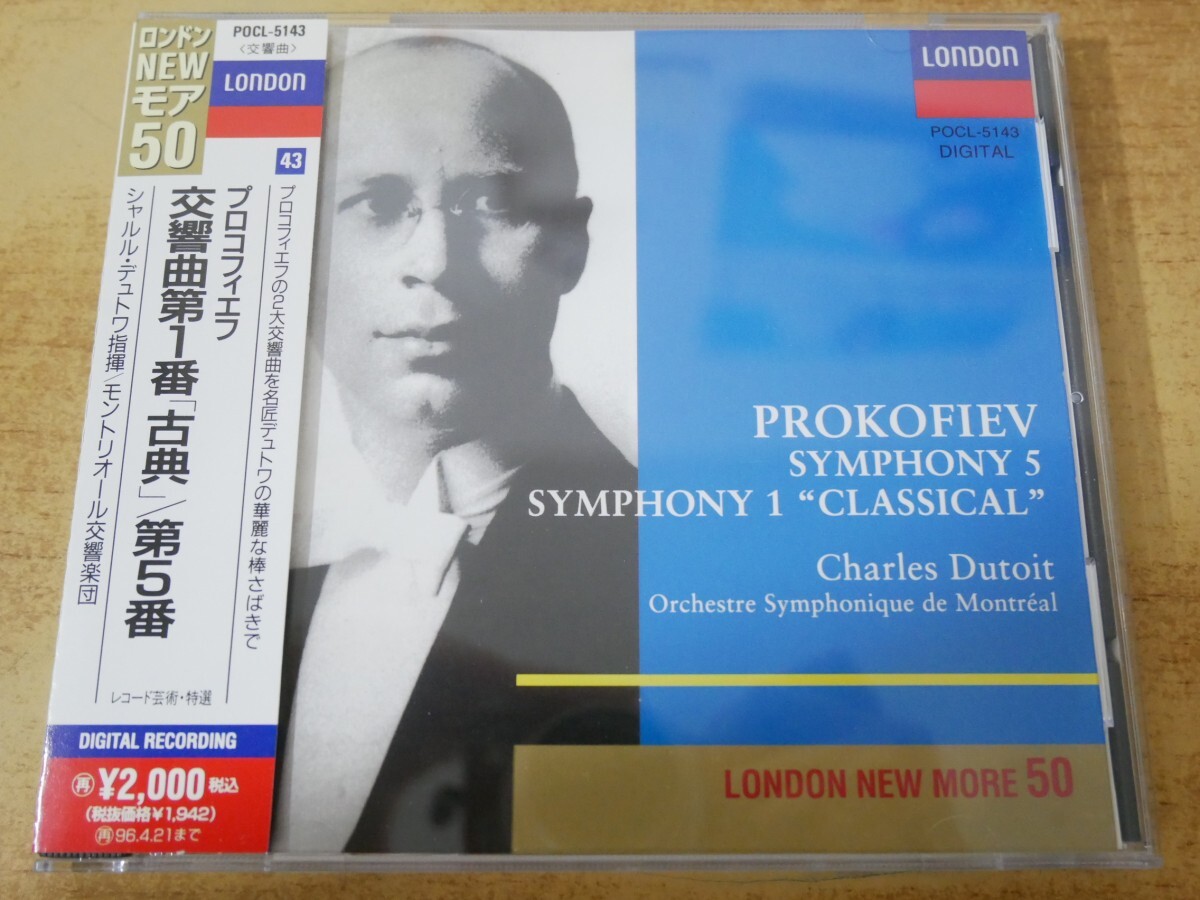 ロンドン
NEW
モア
50
POCL-5143
〈交響曲〉
LONDON
43
プロコフィエフの2大交響曲を名匠デュトワの華麗な棒さばきで
プロコフィエフ
交響曲第1番「古典」/第5番
シャルル・デュトワ指揮/モントリオール交響楽団
レコード芸術・特選
DIGITAL RECORDING
再 ¥2,000 税込
(税抜価格¥1,942)
再 96.4.21まで
LONDON
POCL-5143
DIGITAL
PROKOFIEV
SYMPHONY 5
SYMPHONY 1 “CLASSICAL”
Charles Dutoit
Orchestre Symphonique de Montréal
LONDON NEW MORE 50